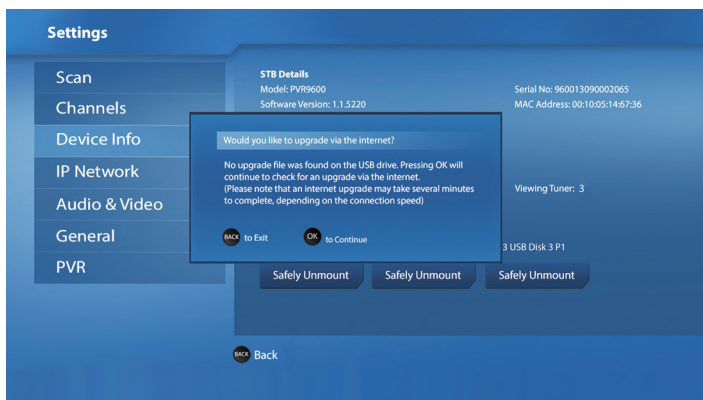 Settings
Scan
Channels
Device Info
IP Network
Audio & Video
General
PVR
STB Details
Model: PVR9600
Serial No: 960013090002065
Software Version: 1.1.5220
MAC Address: 00:10:05:14:67:36
Would you like to upgrade via the internet?
No upgrade file was found on the USB drive. Pressing OK will
continue to check for an upgrade via the internet.
(Please note that an internet upgrade may take several minutes
to complete, depending on the connection speed)
BACK to Exit
OK to Continue
Viewing Tuner: 3
3 USB Disk 3 P1
Safely Unmount
Safely Unmount
Safely Unmount
BACK Back